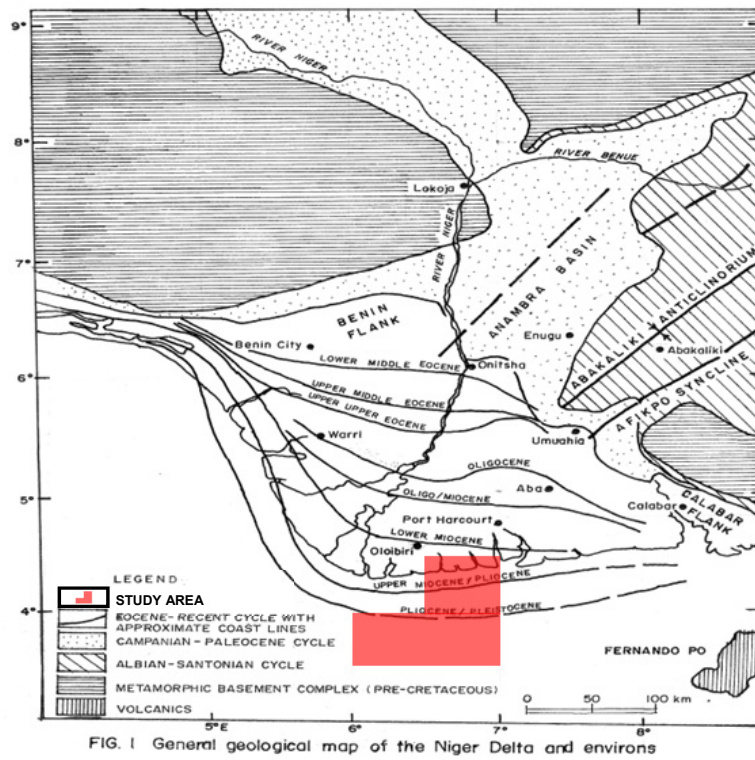 9°
RIVER NIGER
8°
RIVER BENUE
Lokoja
RIVER NIGER
7°
ANAMBRA BASIN
BENIN FLANK
Enugu
ABAKALIKI ANTICLINORIUM
Abakaliki
Benin City
LOWER MIDDLE EOCENE
Onitsha
6°
AFIKPO SYNCLINE
UPPER MIDDLE EOCENE
UPPER UPPER EOCENE
Warri
Umuahia
OLIGOCENE
5°
OLIGO/MIOCENE
Aba
Calabar
CALABAR FLANK
Port Harcourt
LOWER MIOCENE
Oloibiri
UPPER MIOCENE/PLIOCENE
PLIOCENE/PLEISTOCENE
4°
FERNANDO PO
LEGEND
STUDY AREA
EOCENE-RECENT CYCLE WITH
APPROXIMATE COAST LINES
CAMPANIAN-PALEOCENE CYCLE
ALBIAN-SANTONIAN CYCLE
METAMORPHIC BASEMENT COMPLEX (PRE-CRETACEOUS)
VOLCANICS
0 50 100 km
5°E 6° 7° 8°
FIG. 1 General geological map of the Niger Delta and environs